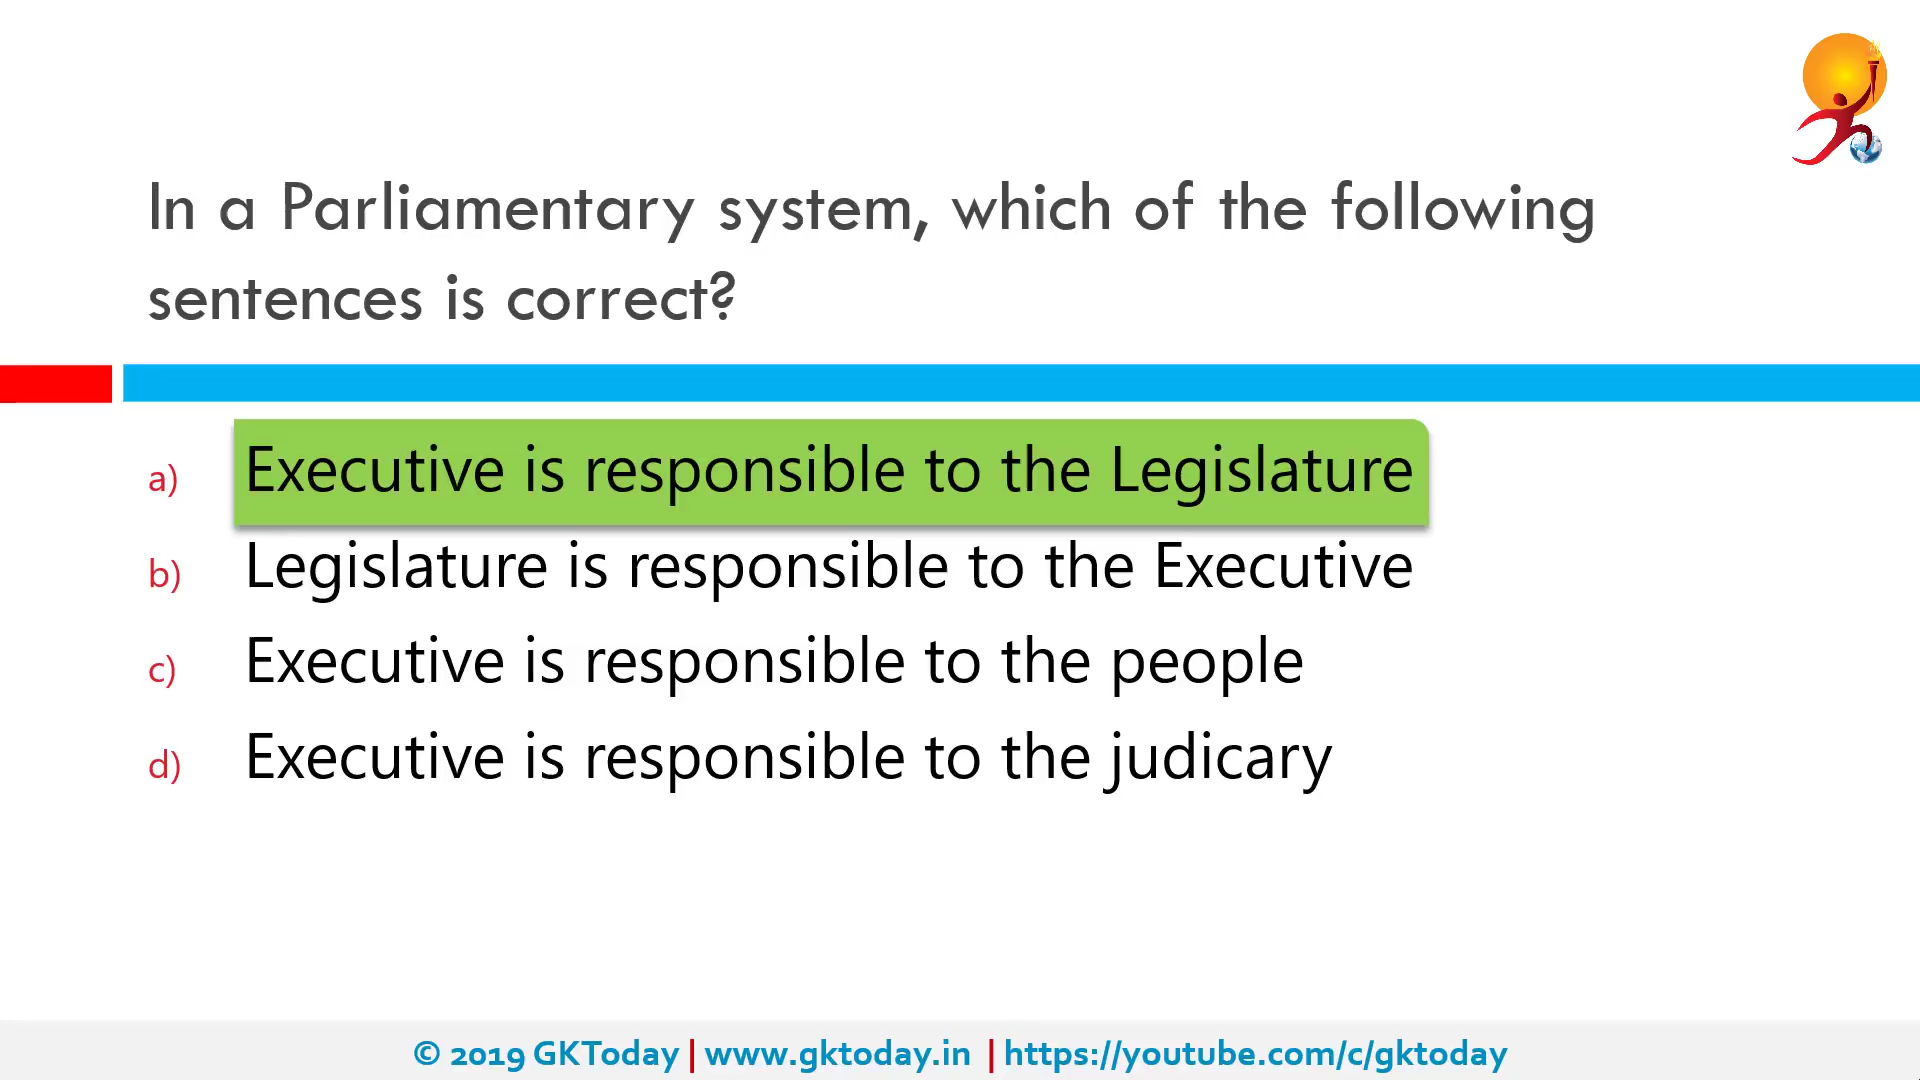 In a Parliamentary system, which of the following
sentences is correct?
a) Executive is responsible to the Legislature
b) Legislature is responsible to the Executive
c) Executive is responsible to the people
d) Executive is responsible to the judicary
© 2019 GKToday | www.gktoday.in | https://youtube.com/c/gktoday